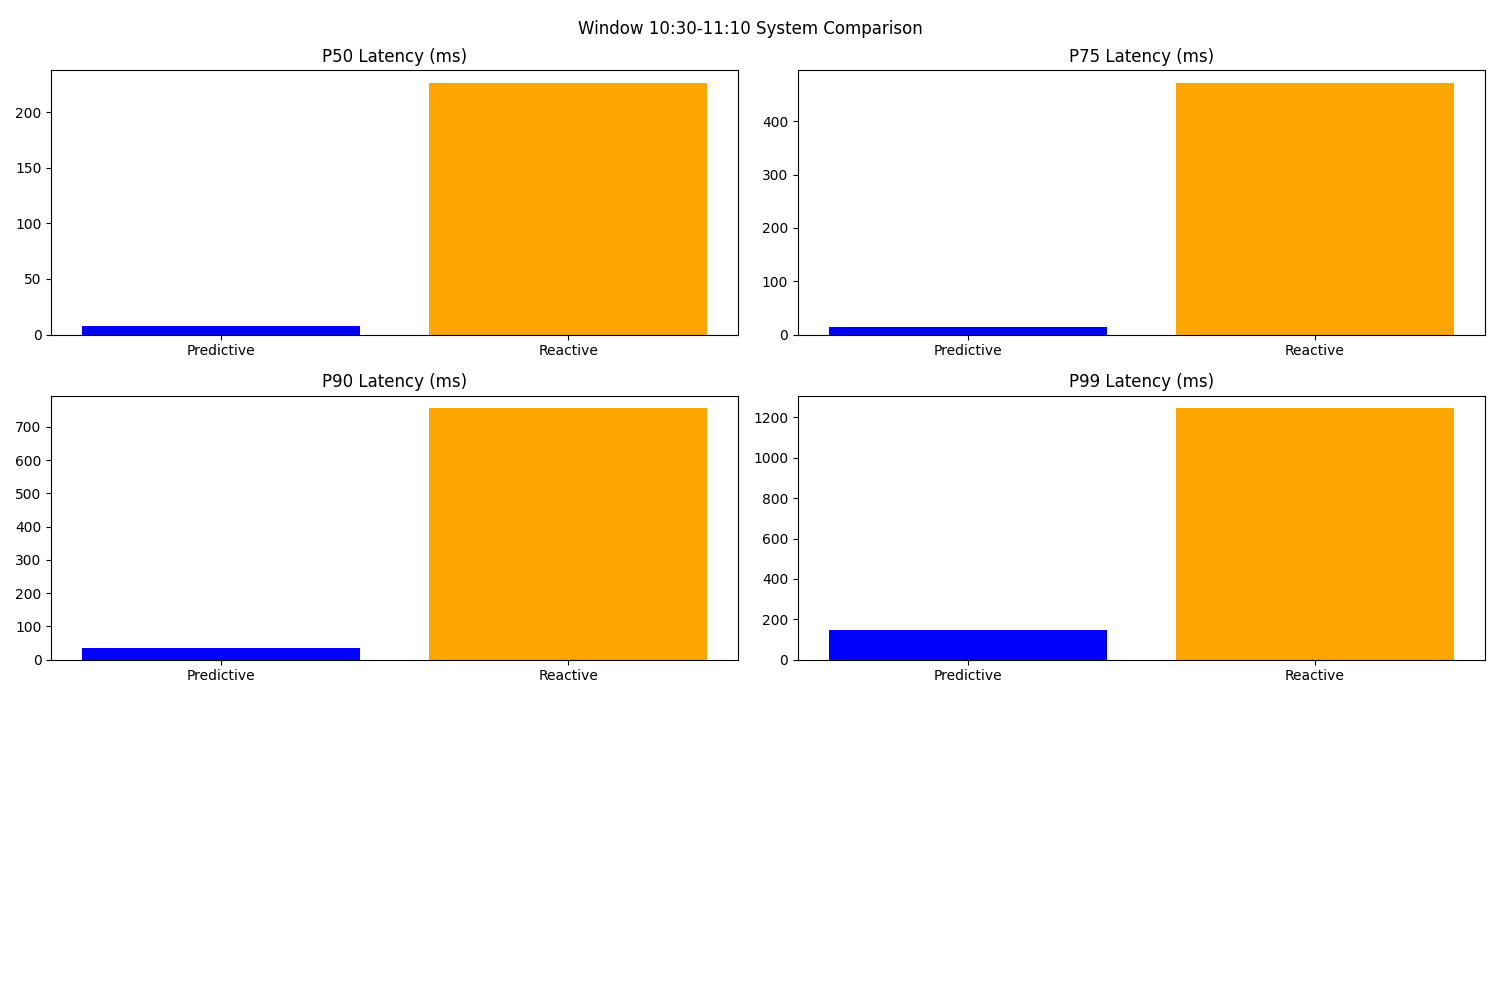 Window 10:30-11:10 System Comparison
P50 Latency (ms)
200
150
100
50
0
Predictive
Reactive
P75 Latency (ms)
400
300
200
100
0
Predictive
Reactive
P90 Latency (ms)
700
600
500
400
300
200
100
0
Predictive
Reactive
P99 Latency (ms)
1200
1000
800
600
400
200
0
Predictive
Reactive